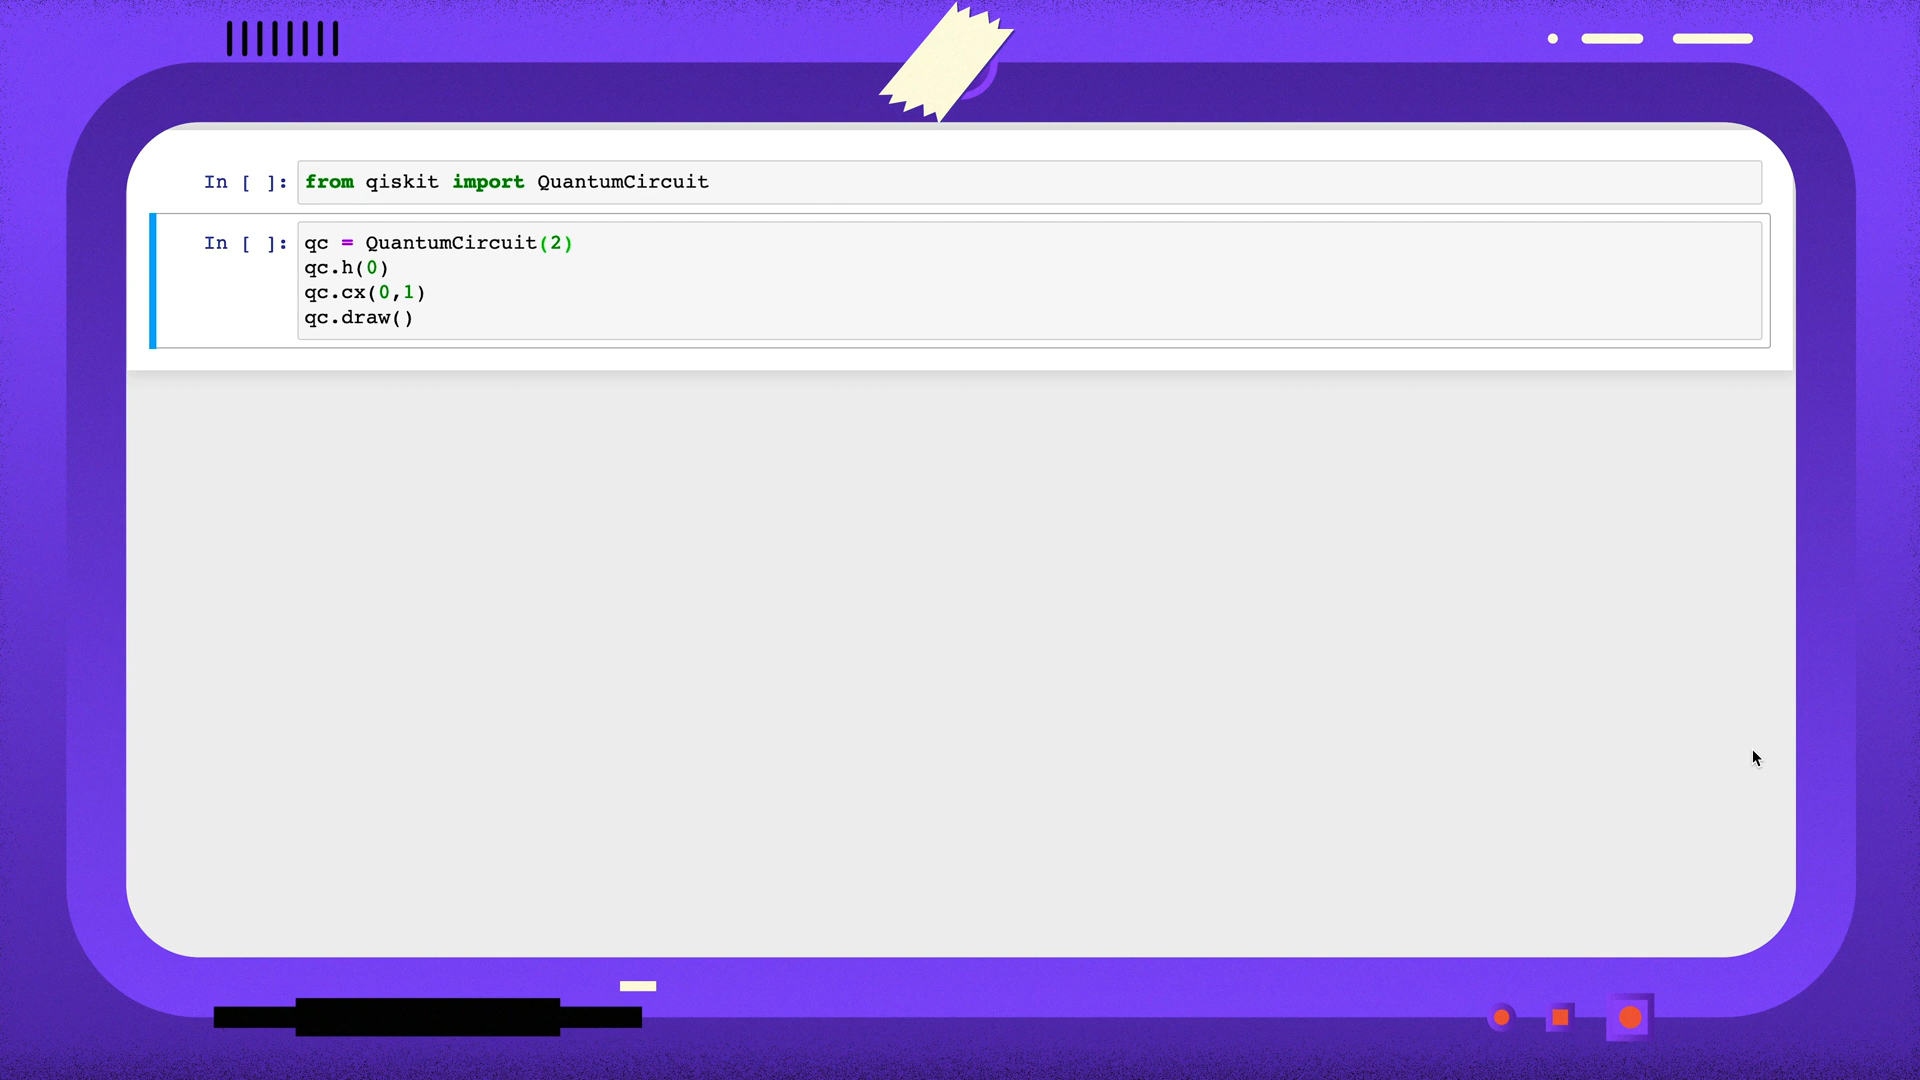 In [ ]: from qiskit import QuantumCircuit
In [ ]: qc = QuantumCircuit(2)
qc.h(0)
qc.cx(0,1)
qc.draw()